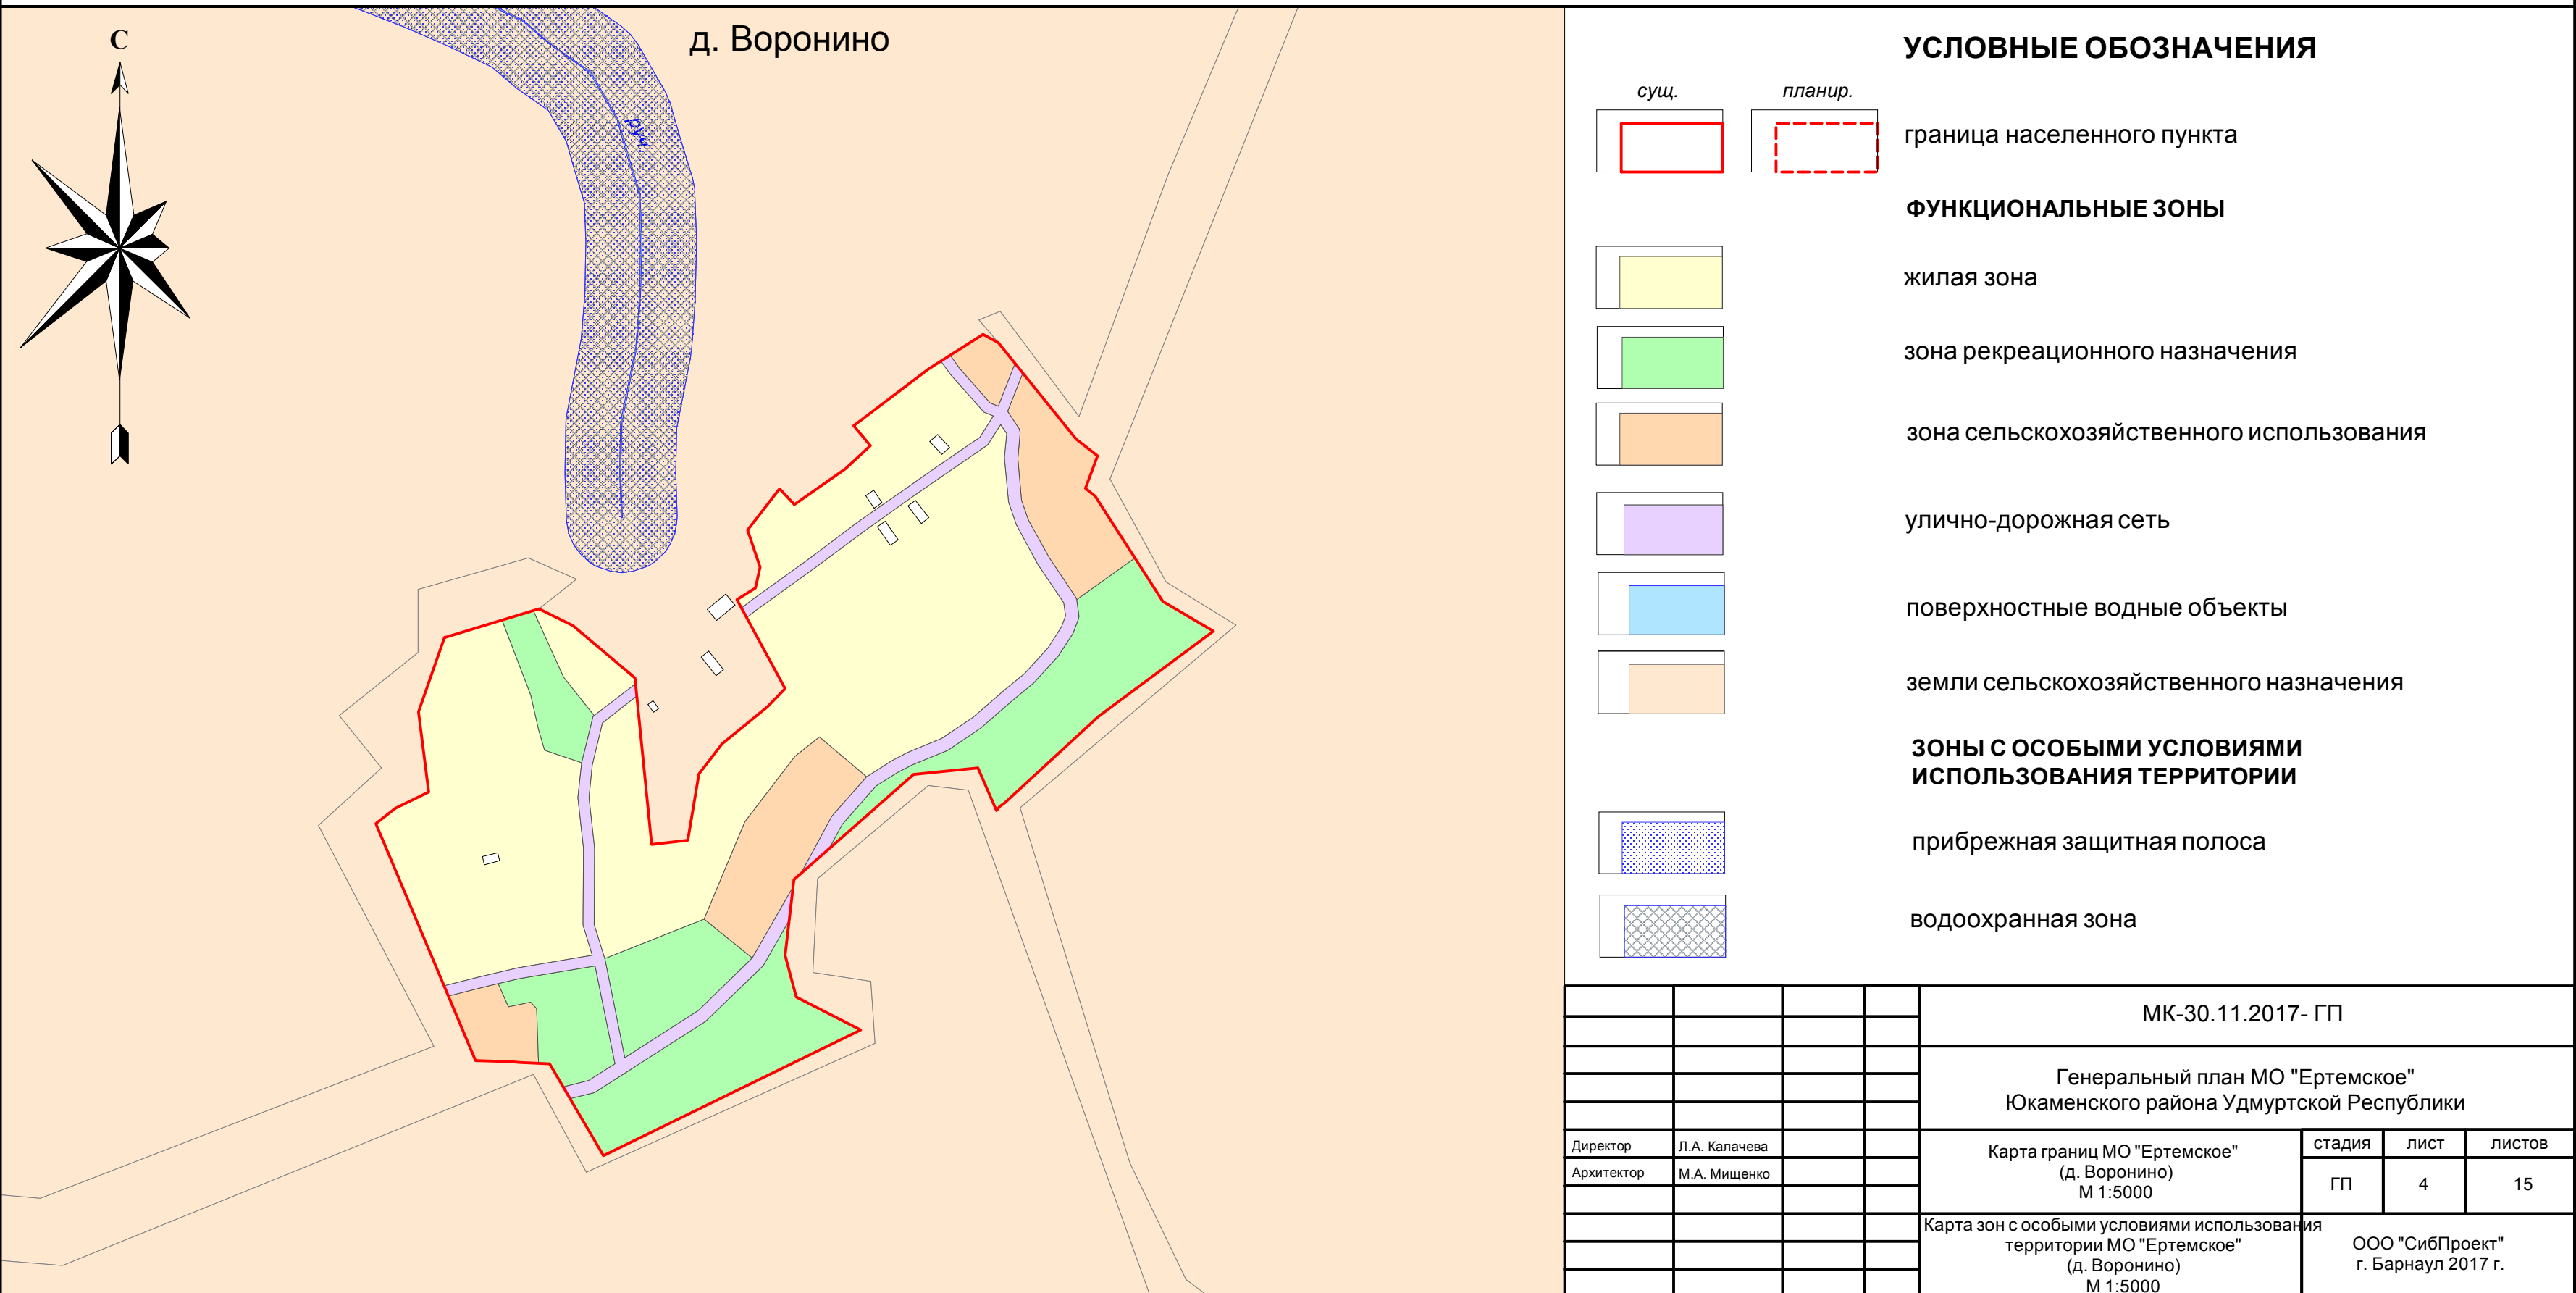 С
д. Воронино
руч.
УСЛОВНЫЕ ОБОЗНАЧЕНИЯ
сущ. планир.
граница населенного пункта
ФУНКЦИОНАЛЬНЫЕ ЗОНЫ
жилая зона
зона рекреационного назначения
зона сельскохозяйственного использования
улично-дорожная сеть
поверхностные водные объекты
земли сельскохозяйственного назначения
ЗОНЫ С ОСОБЫМИ УСЛОВИЯМИ
ИСПОЛЬЗОВАНИЯ ТЕРРИТОРИИ
прибрежная защитная полоса
водоохранная зона
МК-30.11.2017- ГП
Генеральный план МО "Ертемское"
Юкаменского района Удмуртской Республики
Директор Л.А. Калачева
Архитектор М.А. Мищенко
Карта границ МО "Ертемское"
(д. Воронино)
М 1:5000
стадия лист листов
ГП 4 15
Карта зон с особыми условиями использования
территории МО "Ертемское"
(д. Воронино)
М 1:5000
ООО "СибПроект"
г. Барнаул 2017 г.